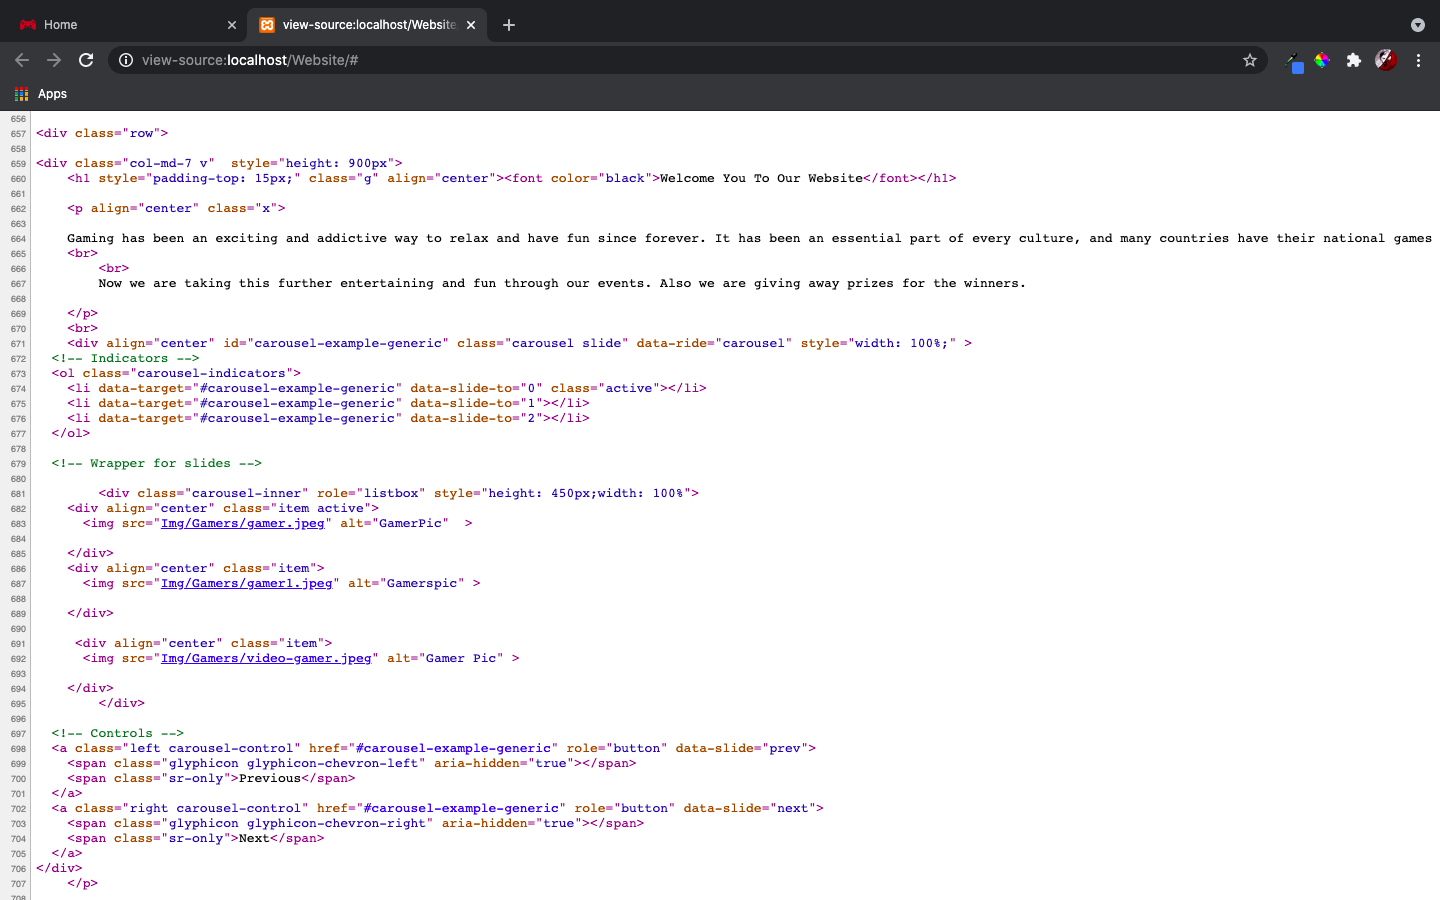 Home
view-source:localhost/Website
view-source:localhost/Website/#
Apps
656
657 <div class="row">
658
659 <div class="col-md-7 v"  style="height: 900px">
660     <h1 style="padding-top: 15px;" class="g" align="center"><font color="black">Welcome You To Our Website</font></h1>
661
662     <p align="center" class="x">
663
664     Gaming has been an exciting and addictive way to relax and have fun since forever. It has been an essential part of every culture, and many countries have their national games
665     <br>
666         <br>
667         Now we are taking this further entertaining and fun through our events. Also we are giving away prizes for the winners.
668
669     </p>
670     <br>
671     <div align="center" id="carousel-example-generic" class="carousel slide" data-ride="carousel" style="width: 100%;" >
672   <!-- Indicators -->
673   <ol class="carousel-indicators">
674     <li data-target="#carousel-example-generic" data-slide-to="0" class="active"></li>
675     <li data-target="#carousel-example-generic" data-slide-to="1"></li>
676     <li data-target="#carousel-example-generic" data-slide-to="2"></li>
677   </ol>
678
679   <!-- Wrapper for slides -->
680
681         <div class="carousel-inner" role="listbox" style="height: 450px;width: 100%">
682     <div align="center" class="item active">
683       <img src="Img/Gamers/gamer.jpeg" alt="GamerPic"  >
684
685     </div>
686     <div align="center" class="item">
687       <img src="Img/Gamers/gamer1.jpeg" alt="Gamerspic" >
688
689     </div>
690
691      <div align="center" class="item">
692       <img src="Img/Gamers/video-gamer.jpeg" alt="Gamer Pic" >
693
694     </div>
695         </div>
696
697   <!-- Controls -->
698   <a class="left carousel-control" href="#carousel-example-generic" role="button" data-slide="prev">
699     <span class="glyphicon glyphicon-chevron-left" aria-hidden="true"></span>
700     <span class="sr-only">Previous</span>
701   </a>
702   <a class="right carousel-control" href="#carousel-example-generic" role="button" data-slide="next">
703     <span class="glyphicon glyphicon-chevron-right" aria-hidden="true"></span>
704     <span class="sr-only">Next</span>
705   </a>
706 </div>
707     </p>
708